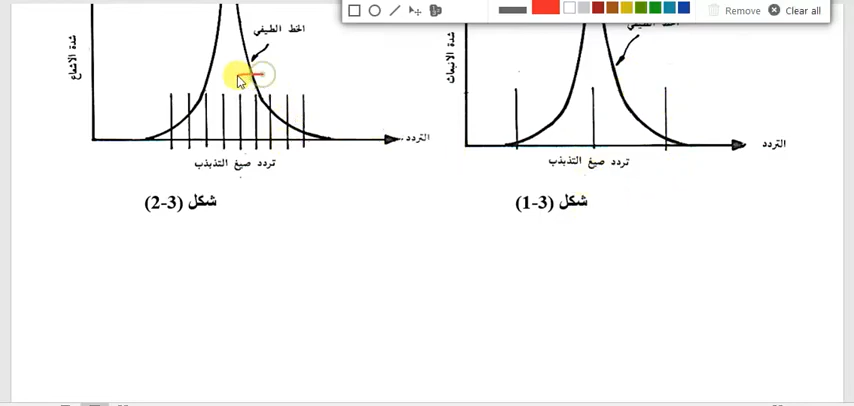 Remove
Clear all
الخط الطيفي
شدة الانبعاث
التردد
تردد صيغ التذبذب
شكل (3-1)
الخط الطيفي
شدة الاشعاع
التردد
تردد صيغ التذبذب
شكل (3-2)